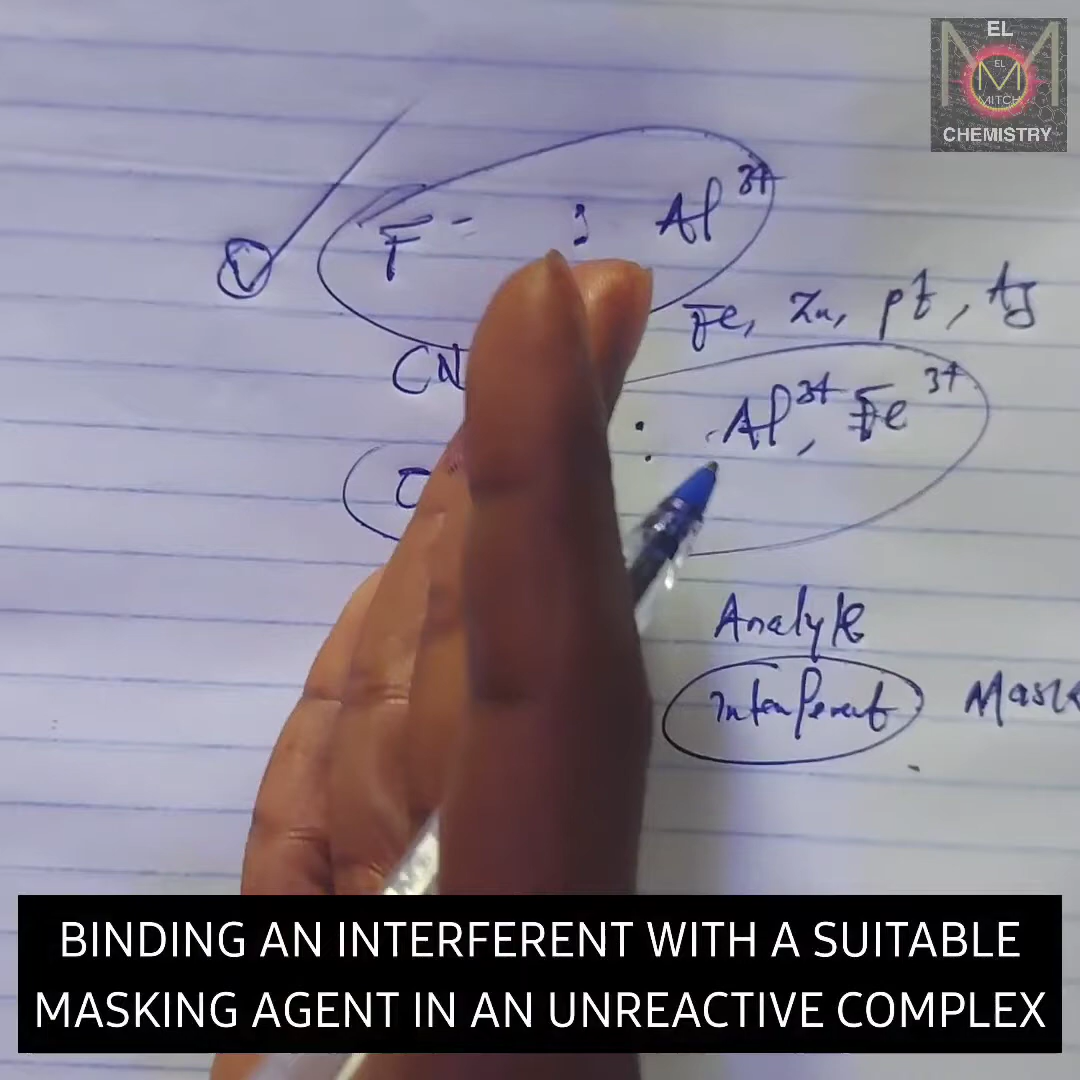 EL
EL
MITCH
CHEMISTRY
F⁻ : Al³⁺
Fe, Zn, Pt, Ag
CN
: Al³⁺, Fe³⁺
Analyte
Interferent
BINDING AN INTERFERENT WITH A SUITABLE
MASKING AGENT IN AN UNREACTIVE COMPLEX